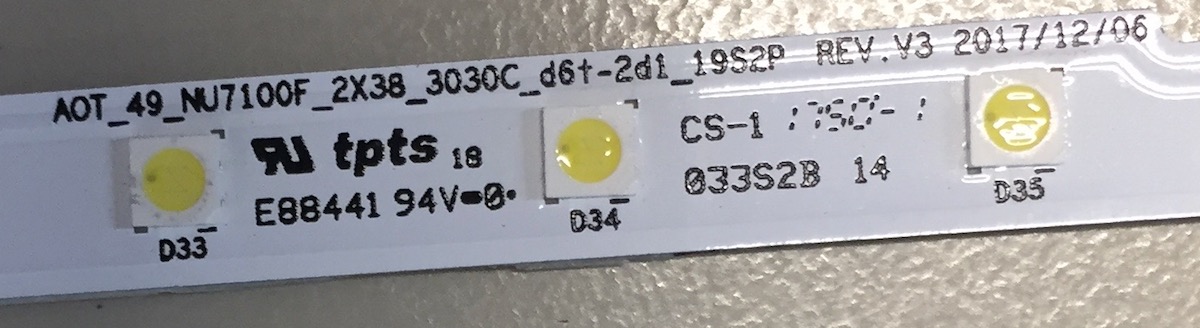 AOT_49_NU7100F_2X38_3030C_d6t-2d1_19S2P REV.V3 2017/12/06
tpts 18
E88441 94V-0
CS-1
033S2B 14
D33
D34
D35